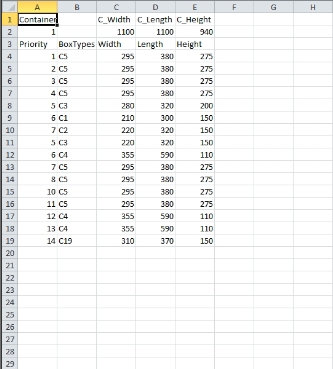 A B C D E F G H
1 Container C_Width C_Length C_Height
2 1 1100 1100 940
3 Priority BoxTypes Width Length Height
4 1 C5 295 380 275
5 2 C5 295 380 275
6 3 C5 295 380 275
7 4 C5 295 380 275
8 5 C3 280 320 200
9 6 C1 210 300 150
10 7 C2 220 320 150
11 5 C3 220 320 150
12 6 C4 355 590 110
13 7 C5 295 380 275
14 8 C5 295 380 275
15 10 C5 295 380 275
16 11 C5 295 380 275
17 12 C4 355 590 110
18 13 C4 355 590 110
19 14 C19 310 370 150
20
21
22
23
24
25
26
27
28
29